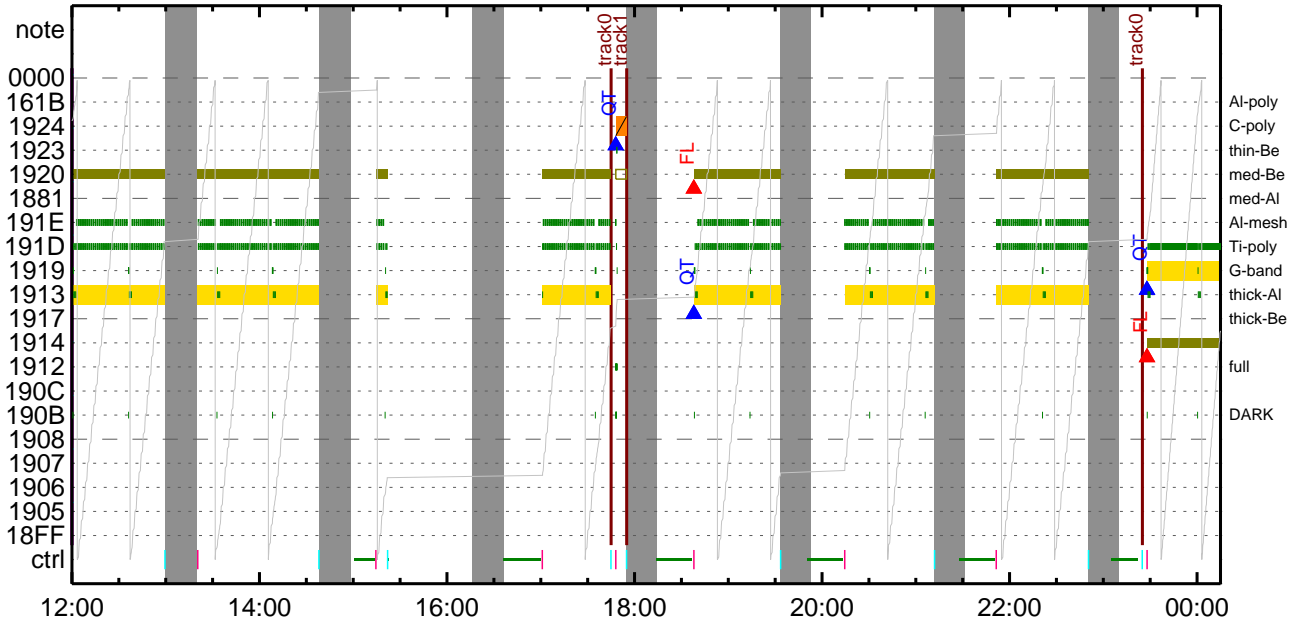 note
track0
track1
track0
0000
161B
QT
Al-poly
1924
C-poly
1923
FL
thin-Be
1920
med-Be
1881
med-Al
191E
Al-mesh
191D
QT
QT
Ti-poly
1919
G-band
1913
thick-Al
1917
FL
thick-Be
1914
1912
full
190C
190B
DARK
1908
1907
1906
1905
18FF
ctrl
12:00 14:00 16:00 18:00 20:00 22:00 00:00